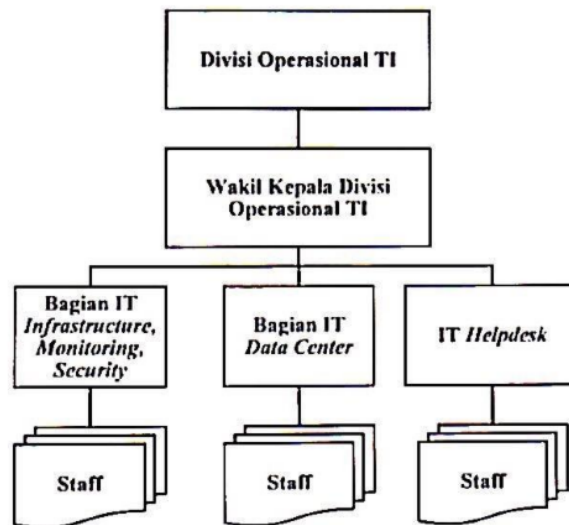 Divisi Operasional TI
Wakil Kepala Divisi
Operasional TI
Bagian IT
Infrastructure,
Monitoring,
Security
Bagian IT
Data Center
IT Helpdesk
Staff
Staff
Staff